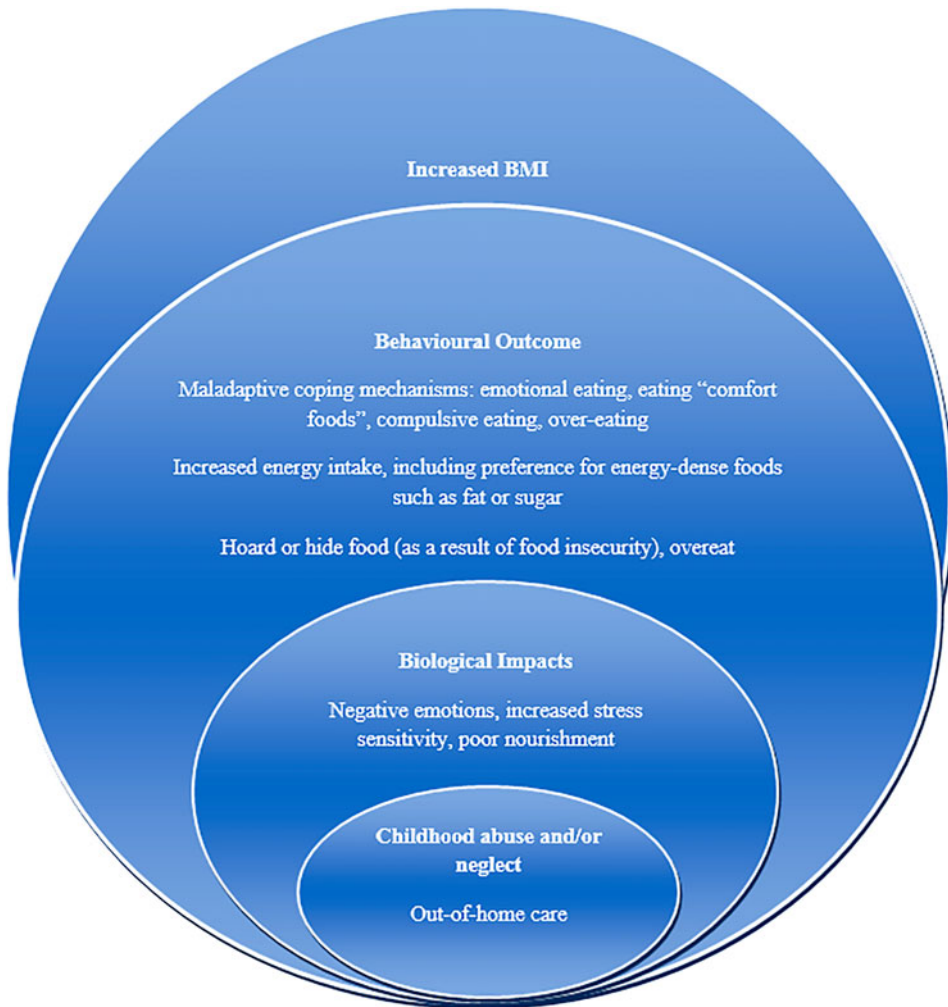 Increased BMI
Behavioural Outcome
Maladaptive coping mechanisms: emotional eating, eating “comfort
foods”, compulsive eating, over-eating
Increased energy intake, including preference for energy-dense foods
such as fat or sugar
Hoard or hide food (as a result of food insecurity), overeat
Biological Impacts
Negative emotions, increased stress
sensitivity, poor nourishment
Childhood abuse and/or
neglect
Out-of-home care